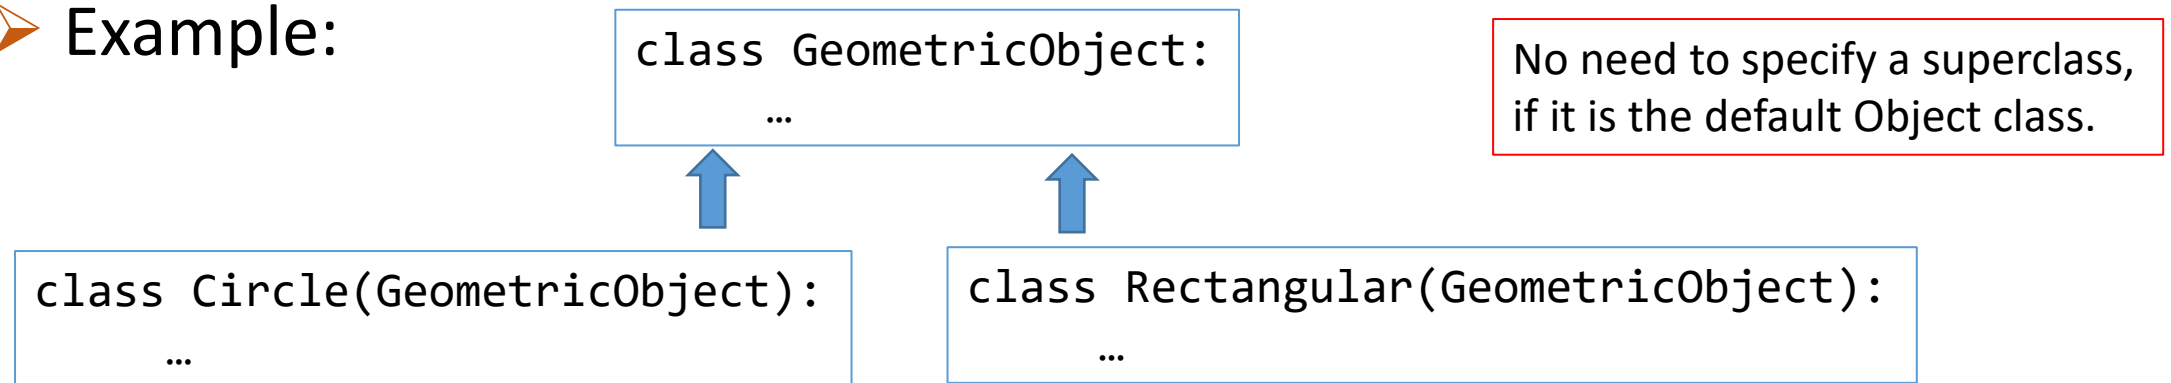 Example:
class GeometricObject:
…
No need to specify a superclass,
if it is the default Object class.
class Circle(GeometricObject):
…
class Rectangular(GeometricObject):
…